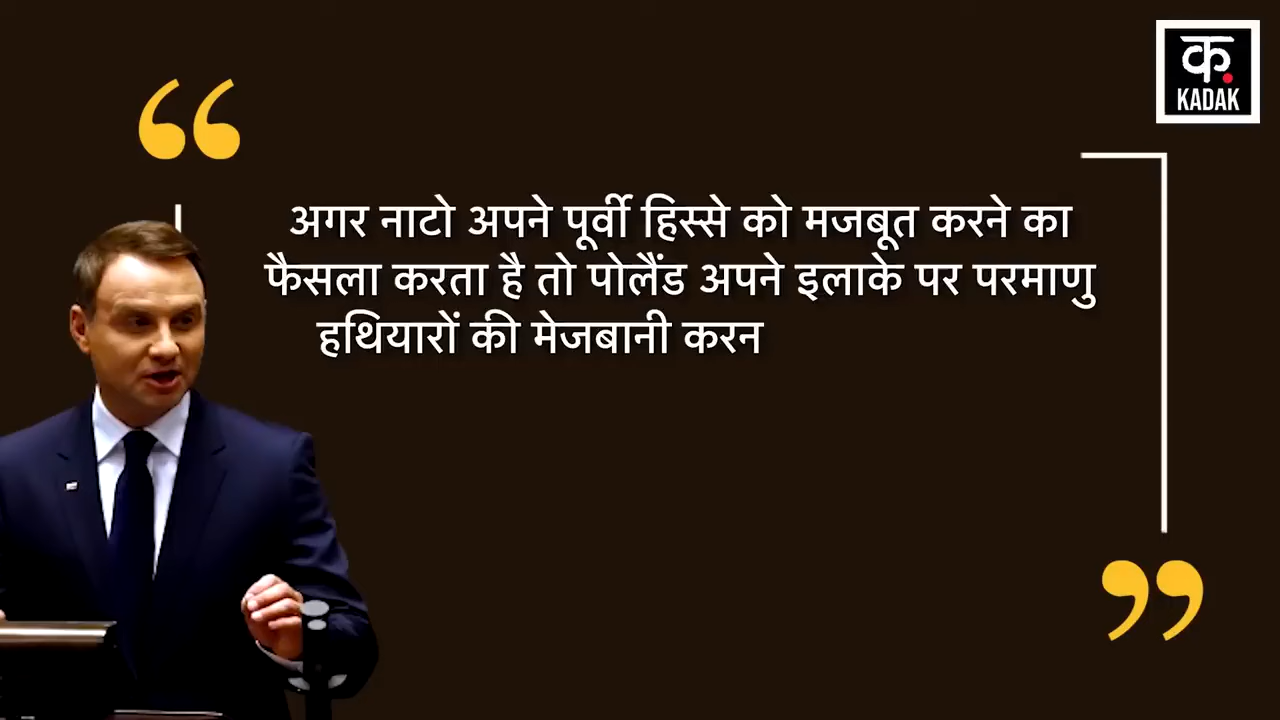 क.
KADAK
अगर नाटो अपने पूर्वी हिस्से को मजबूत करने का
फैसला करता है तो पोलैंड अपने इलाके पर परमाणु
हथियारों की मेजबानी करन